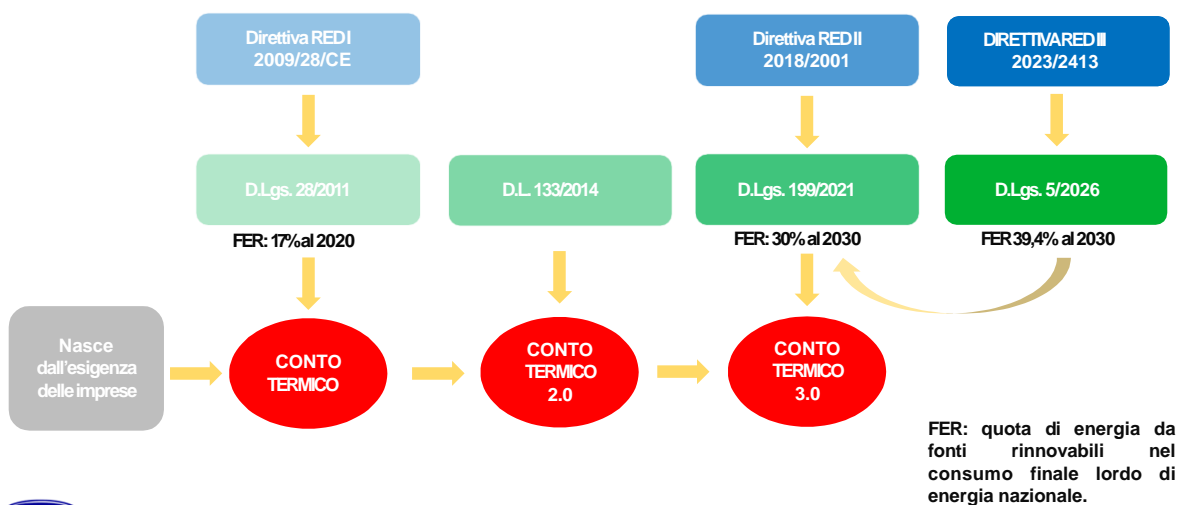 Direttiva RED I
2009/28/CE
Direttiva RED II
2018/2001
DIRETTIVA RED III
2023/2413
D.Lgs. 28/2011
D.L. 133/2014
D.Lgs. 199/2021
D.Lgs. 5/2026
FER: 17% al 2020
FER: 30% al 2030
FER 39,4% al 2030
Nasce
dall'esigenza
delle imprese
CONTO
TERMICO
CONTO
TERMICO
2.0
CONTO
TERMICO
3.0
FER: quota di energia da
fonti rinnovabili nel
consumo finale lordo di
energia nazionale.